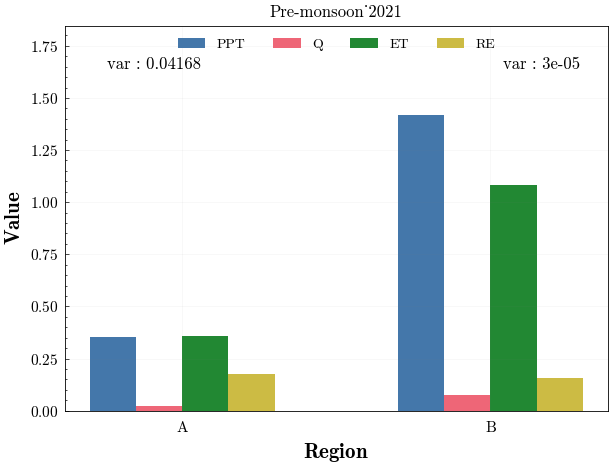 Pre-monsoon˙2021
PPT Q ET RE
var : 0.04168 var : 3e-05
1.75
1.50
1.25
1.00
0.75
0.50
0.25
0.00
Value
A B
Region